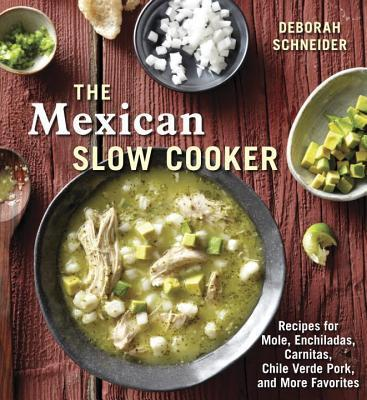 DEBORAH
SCHNEIDER
THE
Mexican
SLOW COOKER
Recipes for
Mole, Enchiladas,
Carnitas,
Chile Verde Pork,
and More Favorites